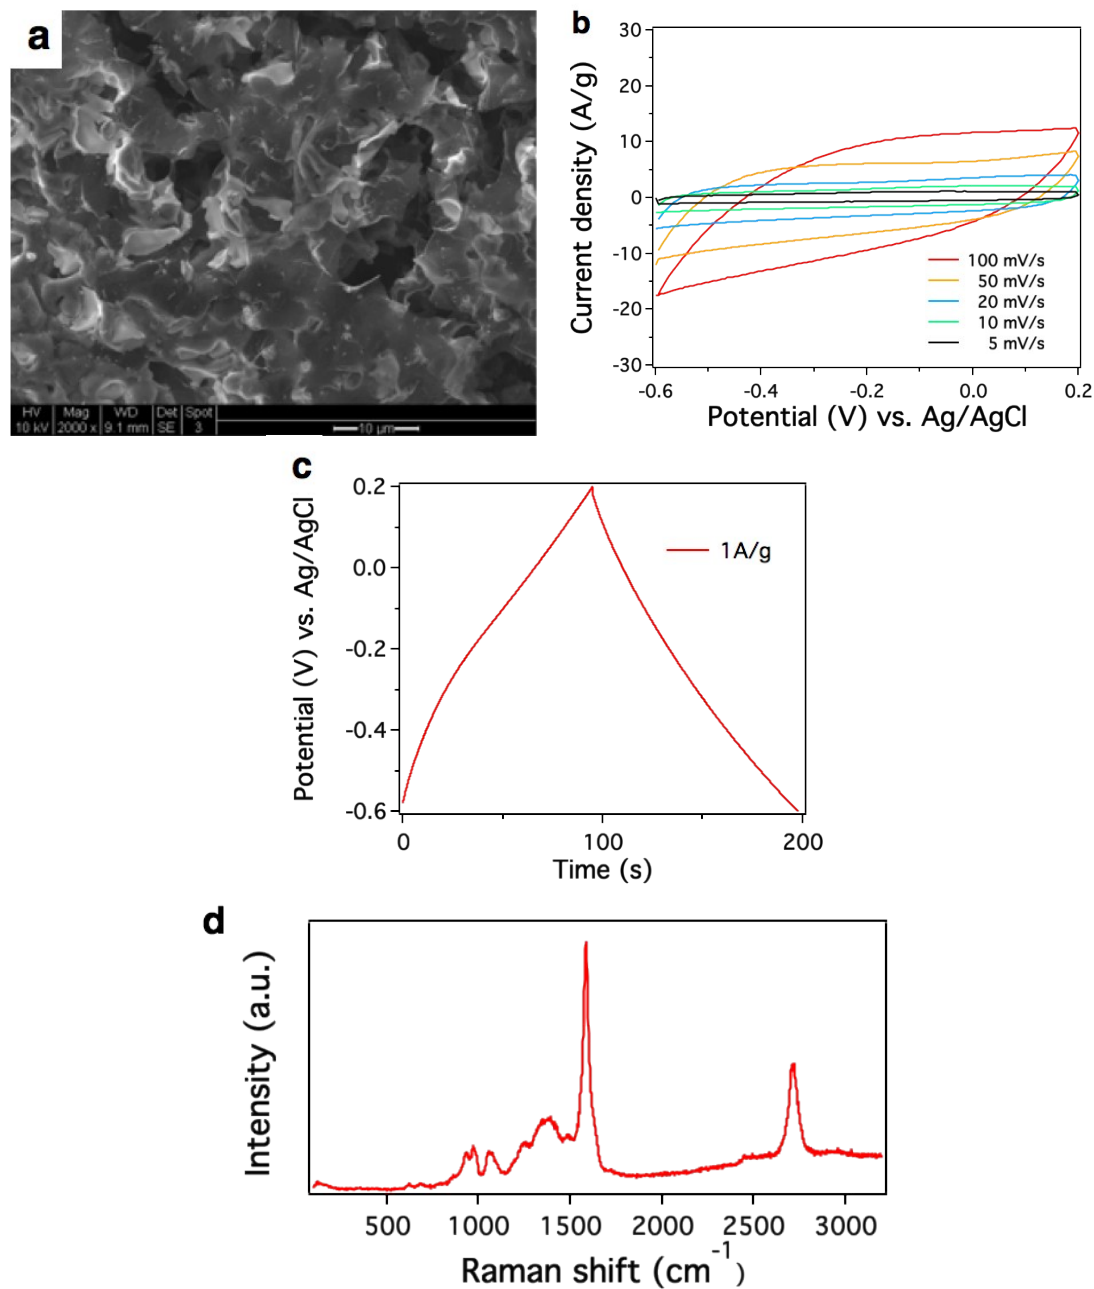 a
HV Mag WD Det Spot
10 kV 2000 x 9.1 mm SE 3 10 µm
b
Current density (A/g)
30
20
10
0
-10
-20
-30
100 mV/s
50 mV/s
20 mV/s
10 mV/s
5 mV/s
-0.6 -0.4 -0.2 0.0 0.2
Potential (V) vs. Ag/AgCl
c
Potential (V) vs. Ag/AgCl
0.2
0.0
-0.2
-0.4
-0.6
1A/g
0 100 200
Time (s)
d
Intensity (a.u.)
500 1000 1500 2000 2500 3000
Raman shift (cm-1)